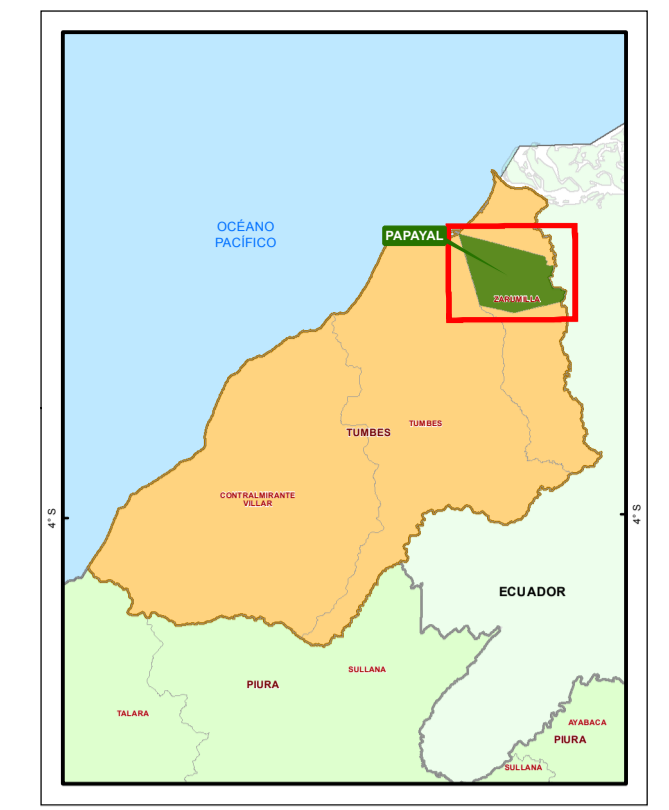 OCÉANO
PACÍFICO
PAPAYAL
ZARUMILLA
TUMBES
TUMBES
CONTRALMIRANTE
VILLAR
4° S
4° S
ECUADOR
SULLANA
PIURA
TALARA
AYABACA
PIURA
SULLANA